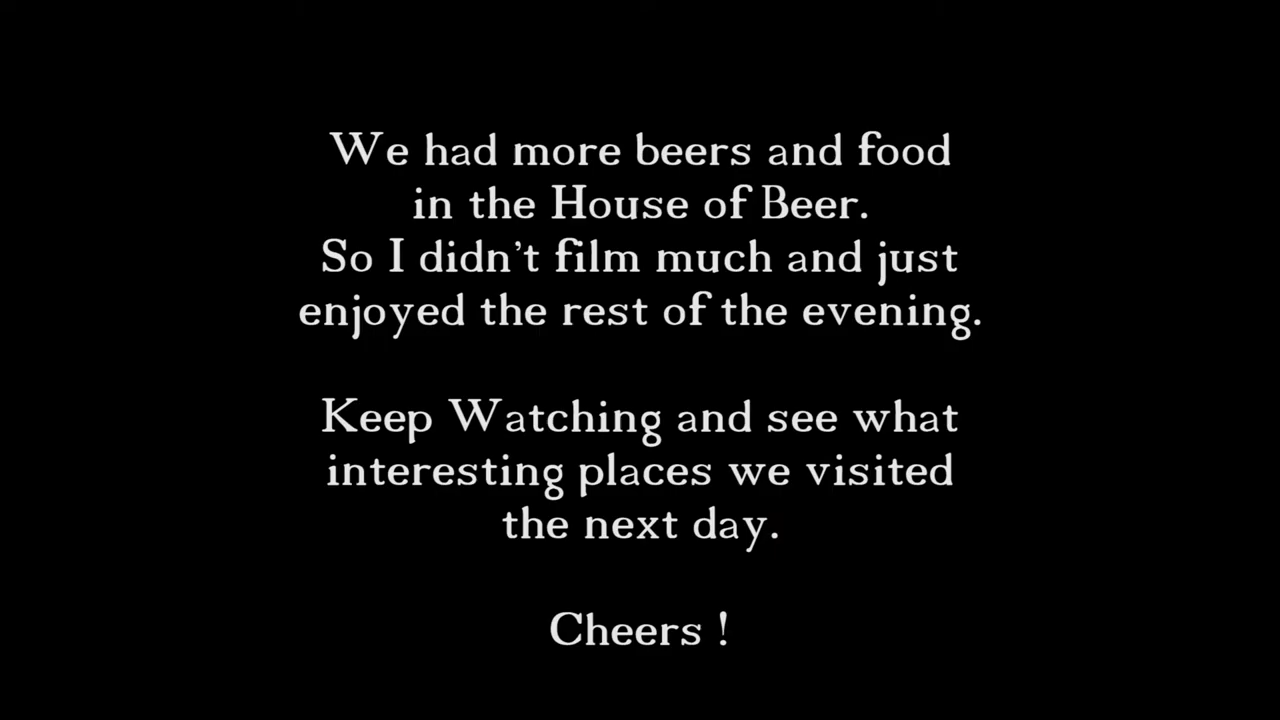 We had more beers and food
in the House of Beer.
So I didn’t film much and just
enjoyed the rest of the evening.
Keep Watching and see what
interesting places we visited
the next day.
Cheers !